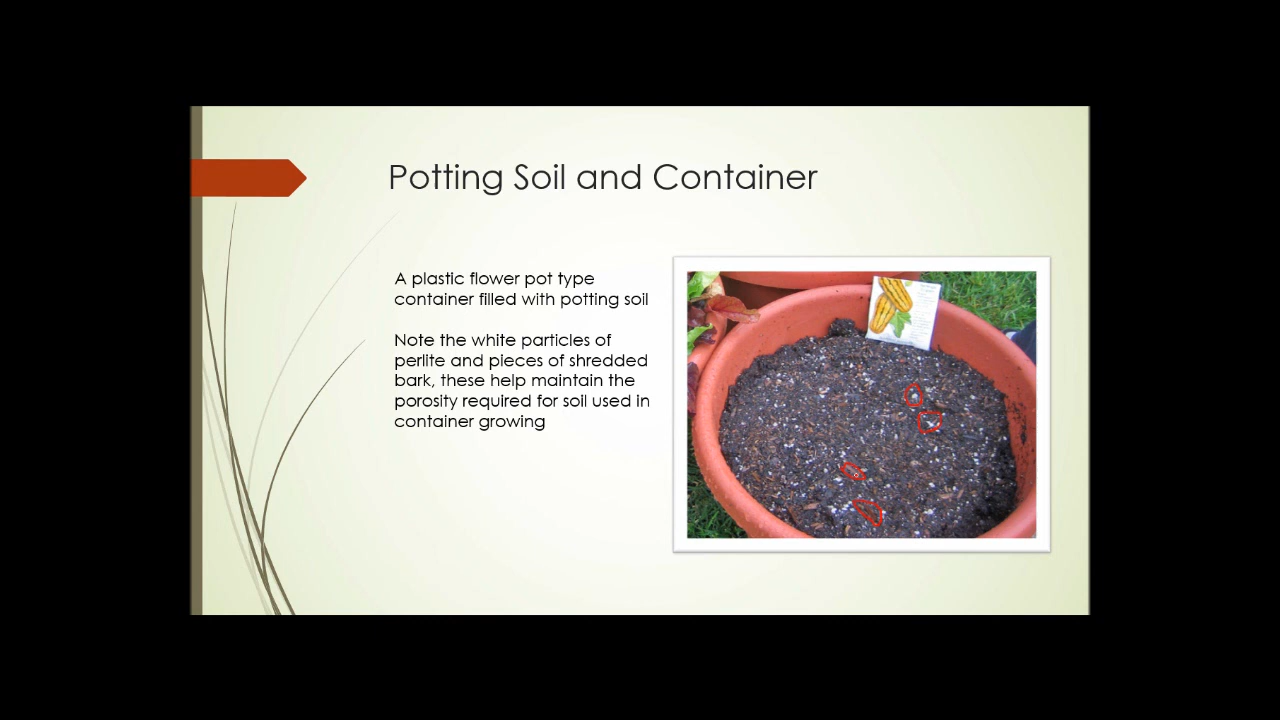 Potting Soil and Container
A plastic flower pot type
container filled with potting soil
Note the white particles of
perlite and pieces of shredded
bark, these help maintain the
porosity required for soil used in
container growing